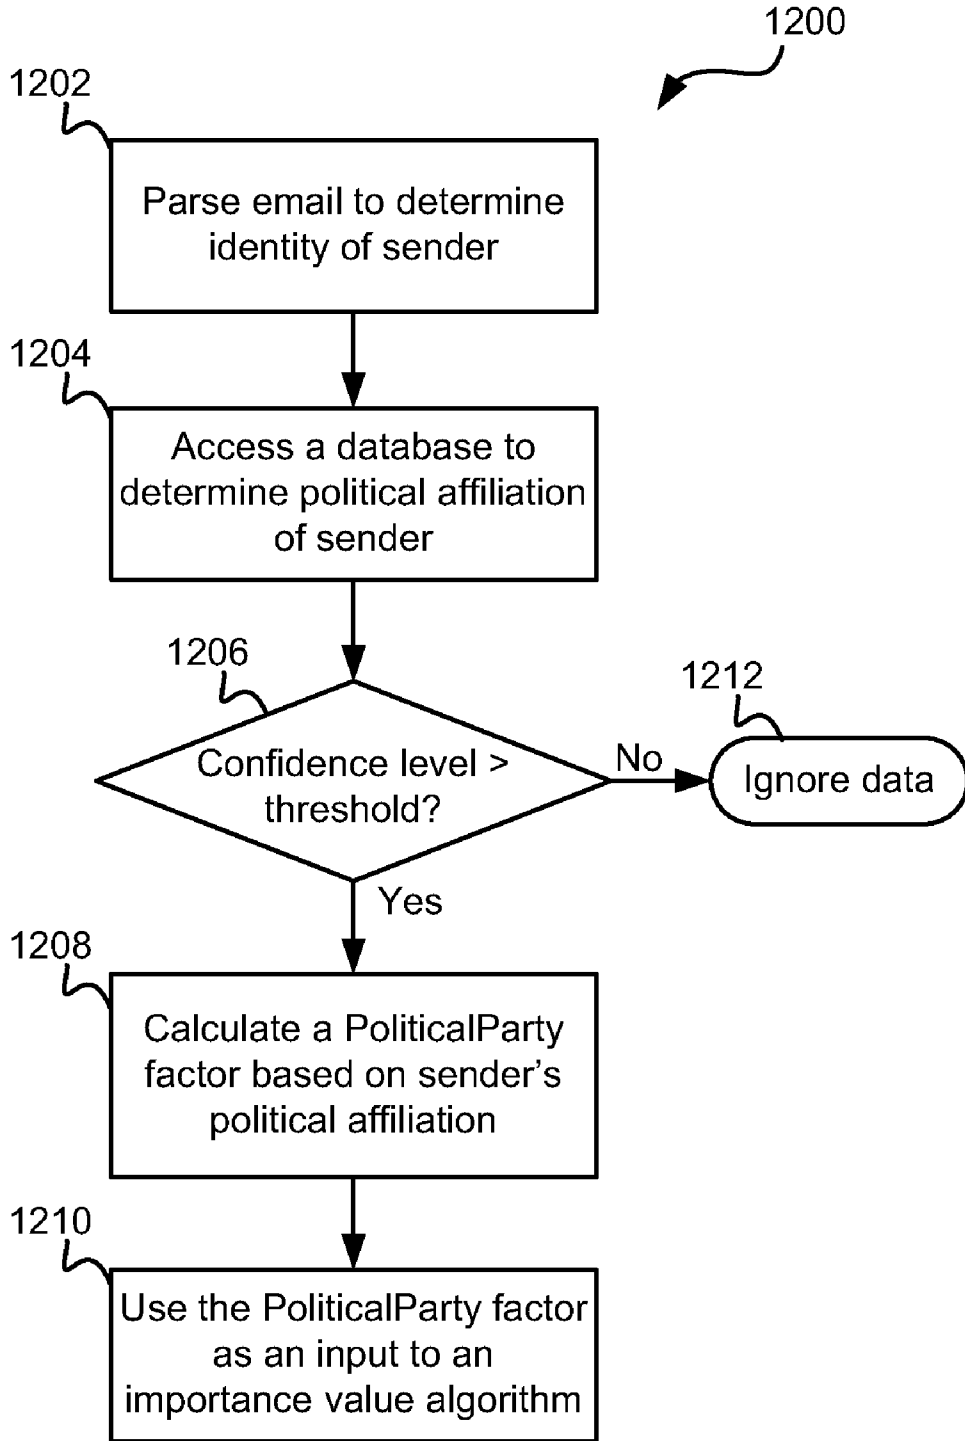 1200
1202
Parse email to determine
identity of sender
1204
Access a database to
determine political affiliation
of sender
1206
Confidence level >
threshold?
No
1212
Ignore data
Yes
1208
Calculate a PoliticalParty
factor based on sender’s
political affiliation
1210
Use the PoliticalParty factor
as an input to an
importance value algorithm